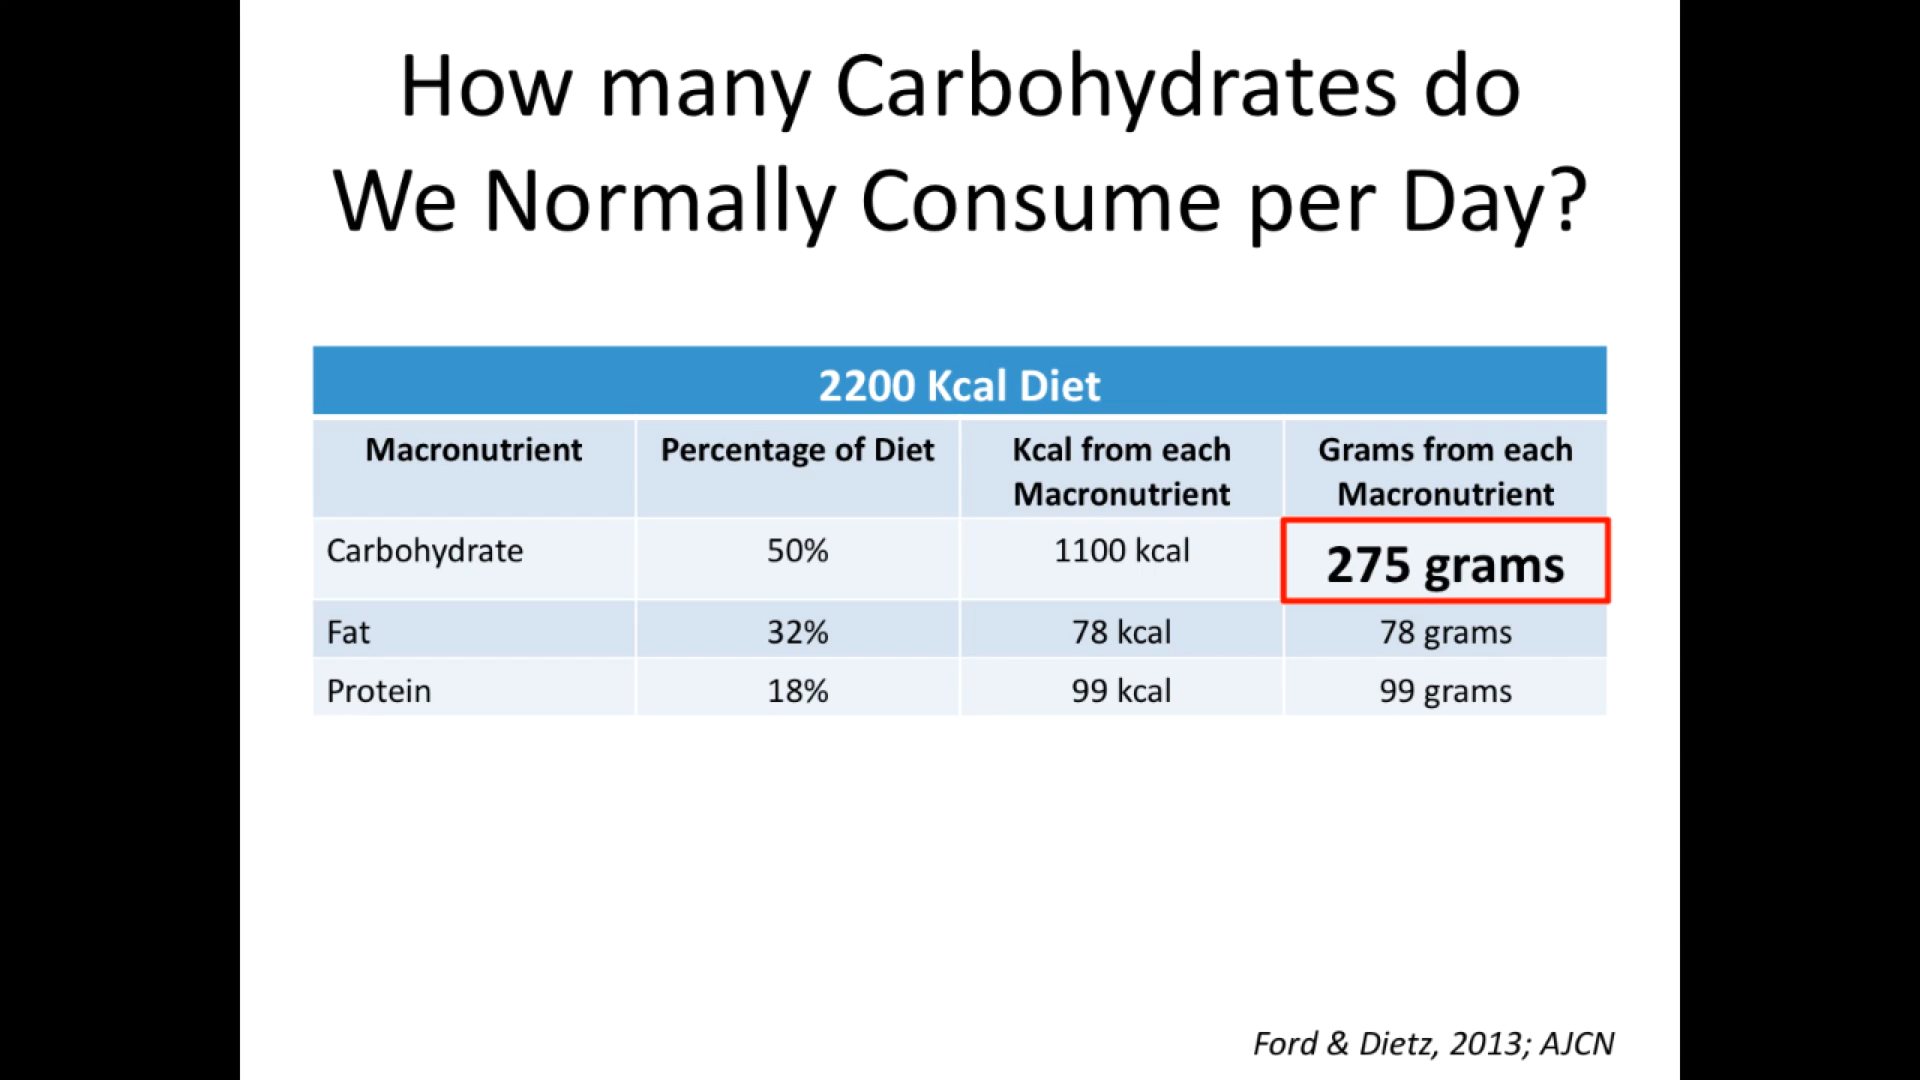 How many Carbohydrates do
We Normally Consume per Day?
2200 Kcal Diet
Macronutrient Percentage of Diet Kcal from each Macronutrient Grams from each Macronutrient
Carbohydrate 50% 1100 kcal 275 grams
Fat 32% 78 kcal 78 grams
Protein 18% 99 kcal 99 grams
Ford & Dietz, 2013; AJCN